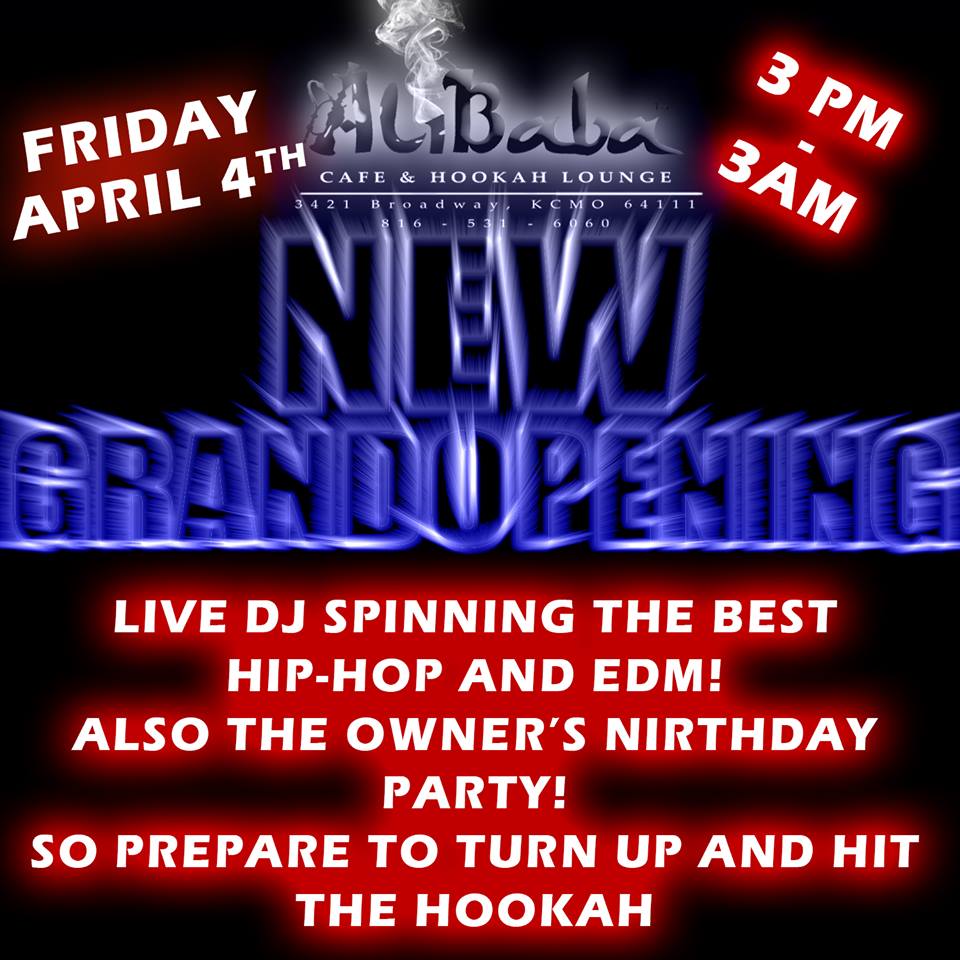 FRIDAY
APRIL 4TH
AliBaba
CAFE & HOOKAH LOUNGE
3421 Broadway, KCMO 64111
816 - 531 - 6060
3 PM
-
3AM
NEW
GRAND OPENING
LIVE DJ SPINNING THE BEST
HIP-HOP AND EDM!
ALSO THE OWNER'S NIRTHDAY
PARTY!
SO PREPARE TO TURN UP AND HIT
THE HOOKAH